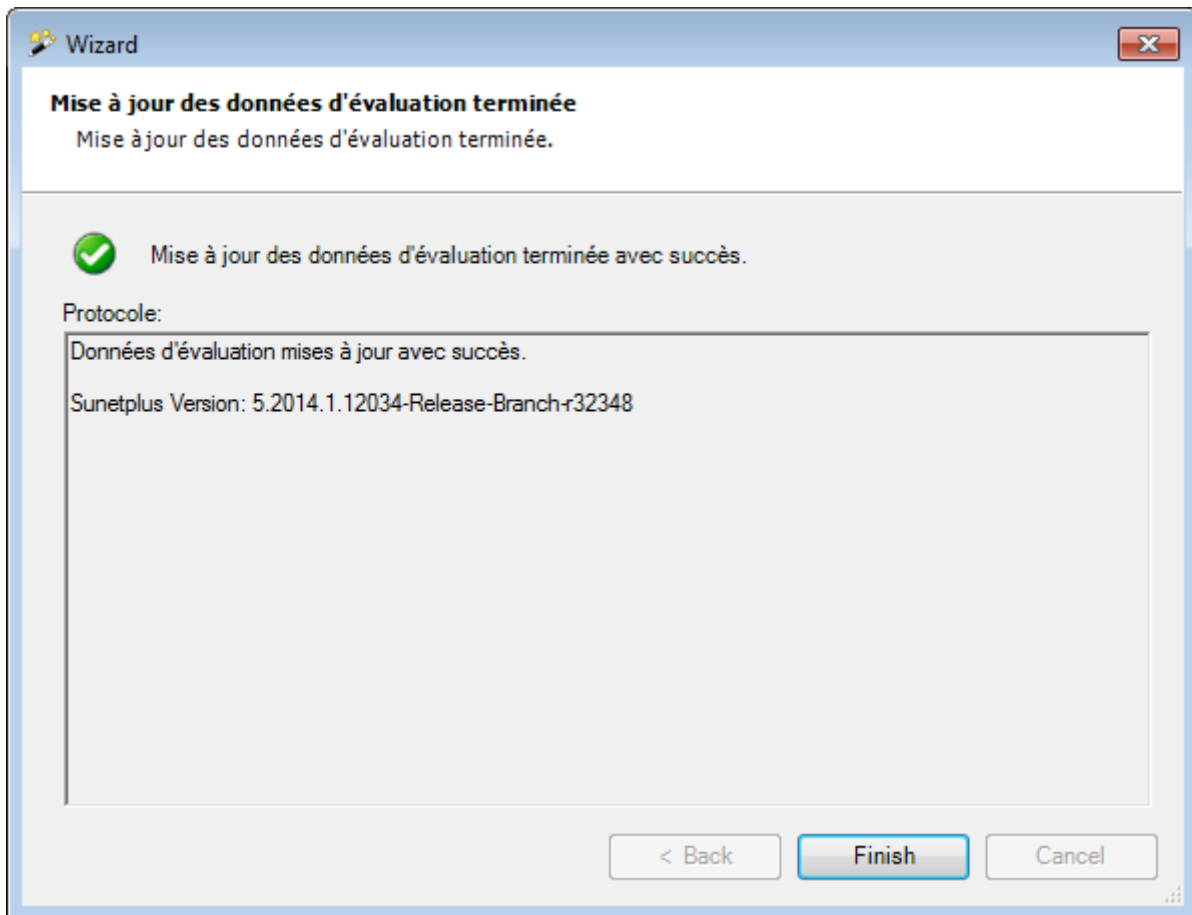 Wizard
Mise à jour des données d'évaluation terminée
Mise à jour des données d'évaluation terminée.
Mise à jour des données d'évaluation terminée avec succès.
Protocole:
Données d'évaluation mises à jour avec succès.
Sunetplus Version: 5.2014.1.12034-Release-Branch-r32348
< Back
Finish
Cancel